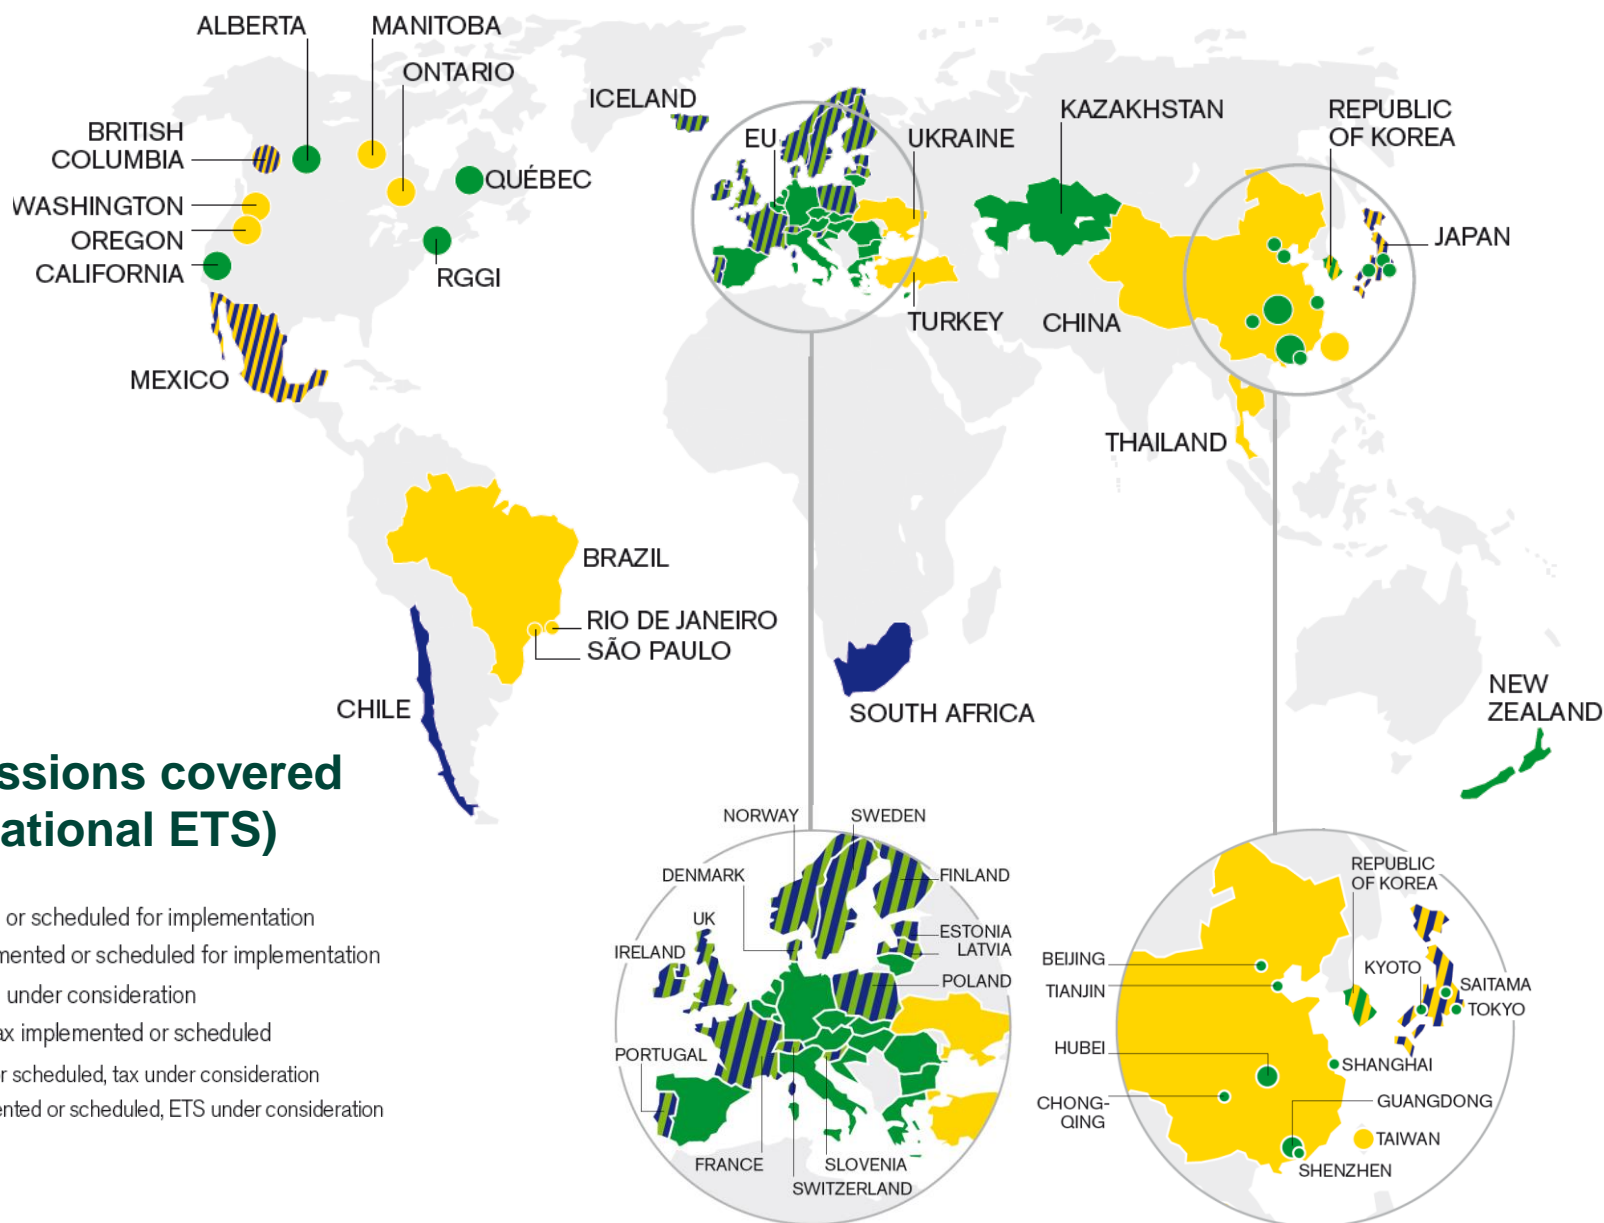 ALBERTA
MANITOBA
ONTARIO
ICELAND
BRITISH
COLUMBIA
EU
UKRAINE
KAZAKHSTAN
REPUBLIC
OF KOREA
QUÉBEC
WASHINGTON
OREGON
CALIFORNIA
RGGI
JAPAN
TURKEY
CHINA
MEXICO
THAILAND
BRAZIL
RIO DE JANEIRO
SÃO PAULO
CHILE
SOUTH AFRICA
NEW
ZEALAND
ssions covered
ational ETS)
or scheduled for implementation
mented or scheduled for implementation
under consideration
ax implemented or scheduled
or scheduled, tax under consideration
ented or scheduled, ETS under consideration
NORWAY
SWEDEN
DENMARK
FINLAND
UK
IRELAND
ESTONIA
LATVIA
POLAND
PORTUGAL
FRANCE
SLOVENIA
SWITZERLAND
REPUBLIC
OF KOREA
BEIJING
TIANJIN
KYOTO
SAITAMA
TOKYO
HUBEI
SHANGHAI
CHONG-
QING
GUANGDONG
TAIWAN
SHENZHEN